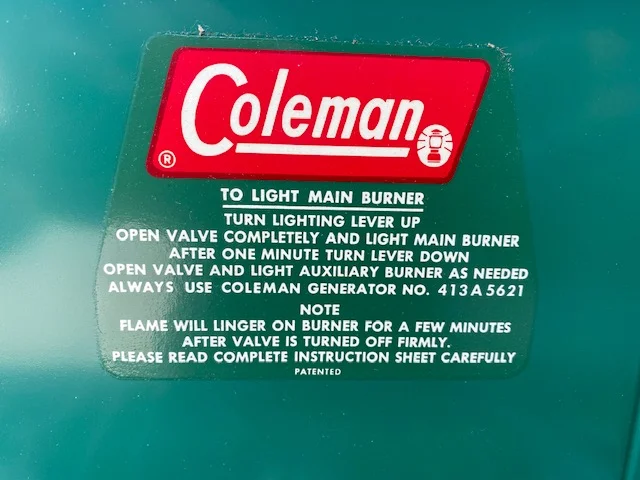 Coleman
®
TO LIGHT MAIN BURNER
TURN LIGHTING LEVER UP
OPEN VALVE COMPLETELY AND LIGHT MAIN BURNER
AFTER ONE MINUTE TURN LEVER DOWN
OPEN VALVE AND LIGHT AUXILIARY BURNER AS NEEDED
ALWAYS USE COLEMAN GENERATOR NO. 413A5621
NOTE
FLAME WILL LINGER ON BURNER FOR A FEW MINUTES
AFTER VALVE IS TURNED OFF FIRMLY.
PLEASE READ COMPLETE INSTRUCTION SHEET CAREFULLY
PATENTED